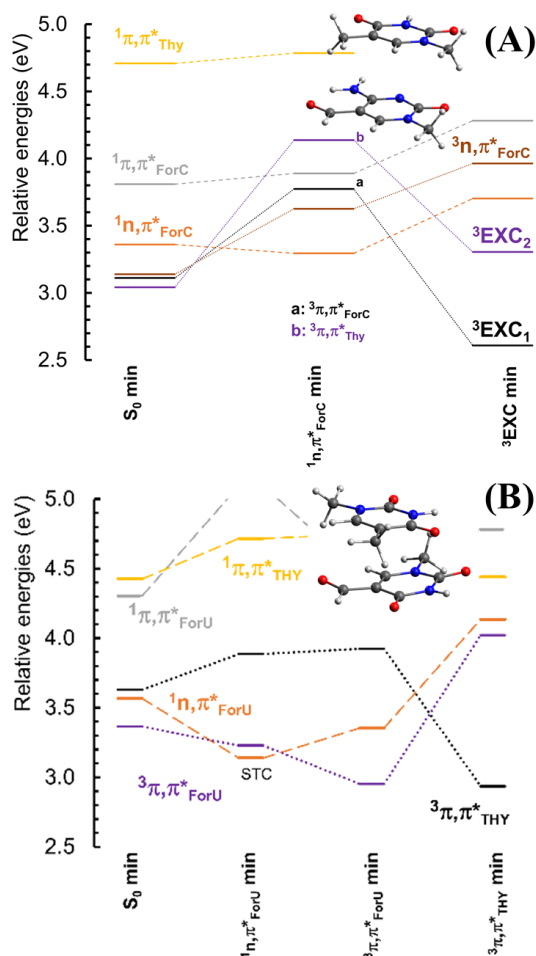 (A)
Relative energies (eV)
5.0
4.5
4.0
3.5
3.0
2.5
¹π,π*Thy
¹π,π*ForC
¹n,π*ForC
³n,π*ForC
b
a
³EXC₂
³EXC₁
a: ³π,π*ForC
b: ³π,π*Thy
S₀ min
¹n,π*ForC min
³EXC min
(B)
Relative energies (eV)
5.0
4.5
4.0
3.5
3.0
2.5
¹π,π*THY
¹π,π*ForU
¹n,π*ForU
STC
³π,π*ForU
³π,π*THY
S₀ min
¹n,π*ForU min
³π,π*ForU min
³π,π*THY min